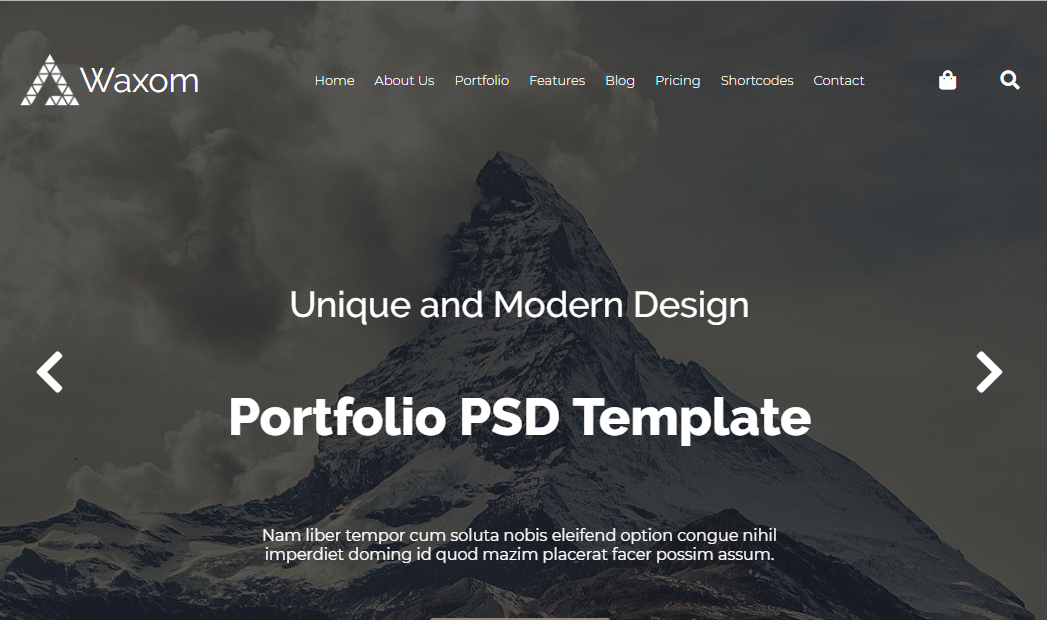 Waxom
Home About Us Portfolio Features Blog Pricing Shortcodes Contact
Unique and Modern Design
Portfolio PSD Template
Nam liber tempor cum soluta nobis eleifend option congue nihil
imperdiet doming id quod mazim placerat facer possim assum.